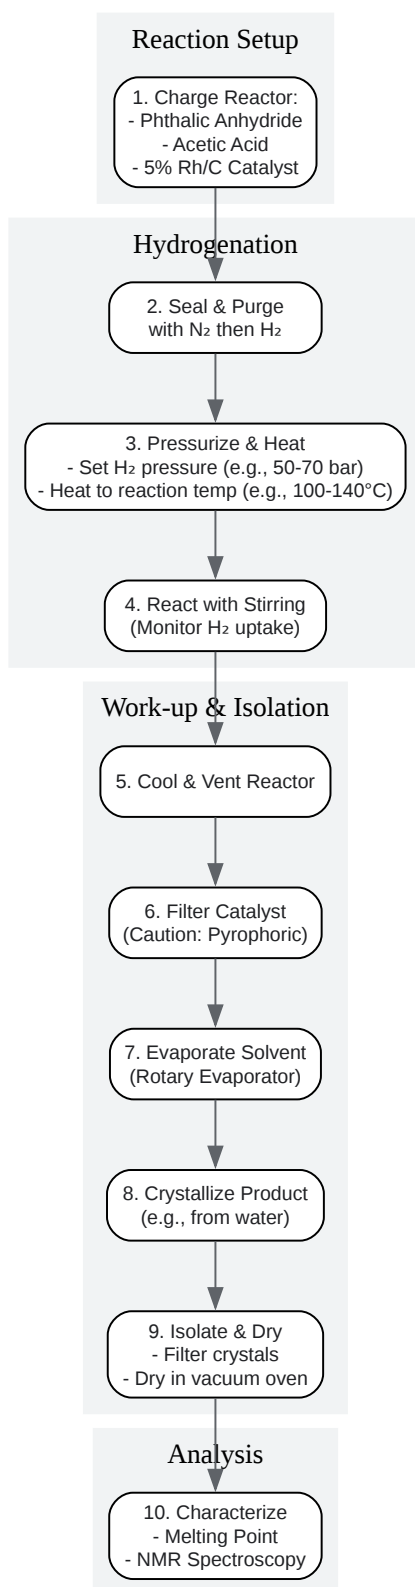 Reaction Setup
1. Charge Reactor:
- Phthalic Anhydride
- Acetic Acid
- 5% Rh/C Catalyst
Hydrogenation
2. Seal & Purge
with N₂ then H₂
3. Pressurize & Heat
- Set H₂ pressure (e.g., 50-70 bar)
- Heat to reaction temp (e.g., 100-140°C)
4. React with Stirring
(Monitor H₂ uptake)
Work-up & Isolation
5. Cool & Vent Reactor
6. Filter Catalyst
(Caution: Pyrophoric)
7. Evaporate Solvent
(Rotary Evaporator)
8. Crystallize Product
(e.g., from water)
9. Isolate & Dry
- Filter crystals
- Dry in vacuum oven
Analysis
10. Characterize
- Melting Point
- NMR Spectroscopy